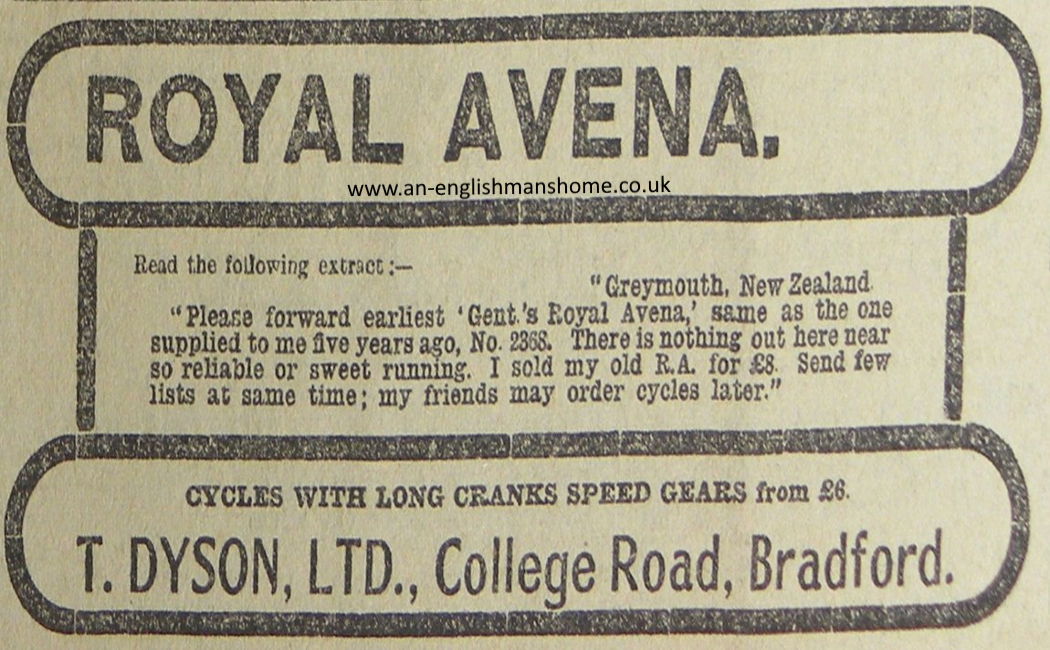 ROYAL AVENA.
www.an-englishmanshome.co.uk
Read the following extract:—
"Greymouth, New Zealand
"Please forward earliest 'Gent.'s Royal Avena,' same as the one
supplied to me five years ago, No. 2368. There is nothing out here near
so reliable or sweet running. I sold my old R.A. for £8. Send few
lists at same time; my friends may order cycles later."
CYCLES WITH LONG CRANKS SPEED GEARS from £6.
T. DYSON, LTD., College Road, Bradford.